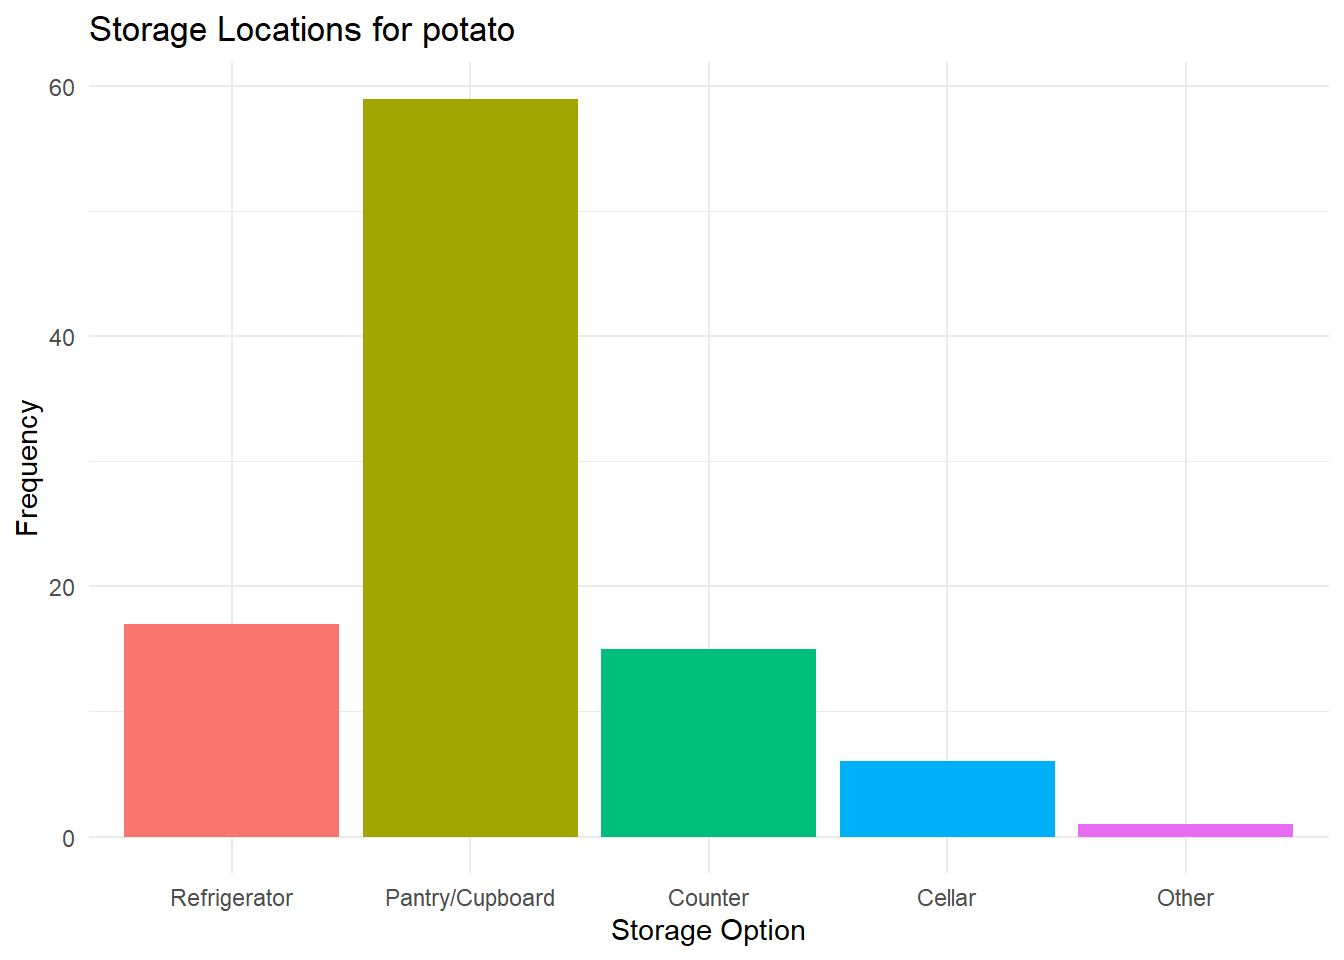 Storage Locations for potato
60
40
20
0
Frequency
Refrigerator Pantry/Cupboard Counter Cellar Other
Storage Option